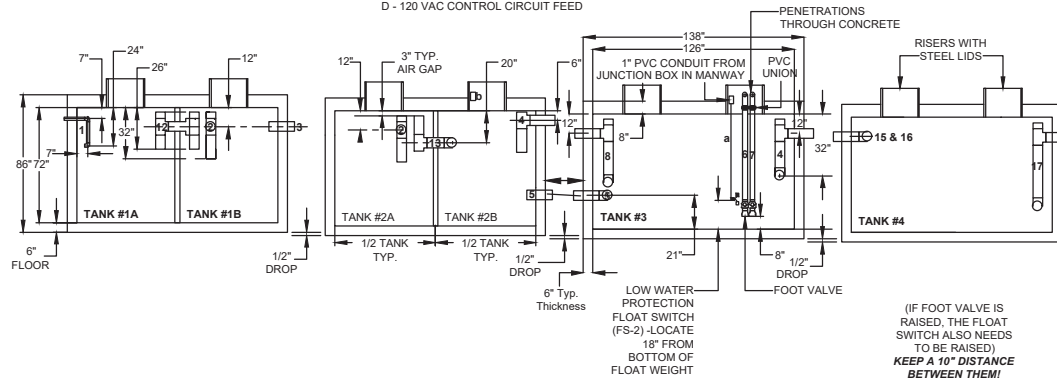 D - 120 VAC CONTROL CIRCUIT FEED
PENETRATIONS
THROUGH CONCRETE
138"
126"
7"
24"
26"
12"
12"
3" TYP.
AIR GAP
20"
6"
1" PVC CONDUIT FROM
JUNCTION BOX IN MANWAY
PVC
UNION
RISERS WITH
STEEL LIDS
1
32"
12
2
3
2
13
4
12"
8"
8
a
6
7
4
12"
32"
15 & 16
17
7"
86"
72"
5
TANK #1A
TANK #1B
TANK #2A
TANK #2B
TANK #3
TANK #4
6"
FLOOR
1/2"
DROP
1/2 TANK
TYP.
1/2 TANK
TYP.
1/2"
DROP
21"
8"
1/2"
DROP
6" Typ.
Thickness
LOW WATER
PROTECTION
FLOAT SWITCH
(FS-2) -LOCATE
18" FROM
BOTTOM OF
FLOAT WEIGHT
FOOT VALVE
(IF FOOT VALVE IS
RAISED, THE FLOAT
SWITCH ALSO NEEDS
TO BE RAISED)
KEEP A 10" DISTANCE
BETWEEN THEM!